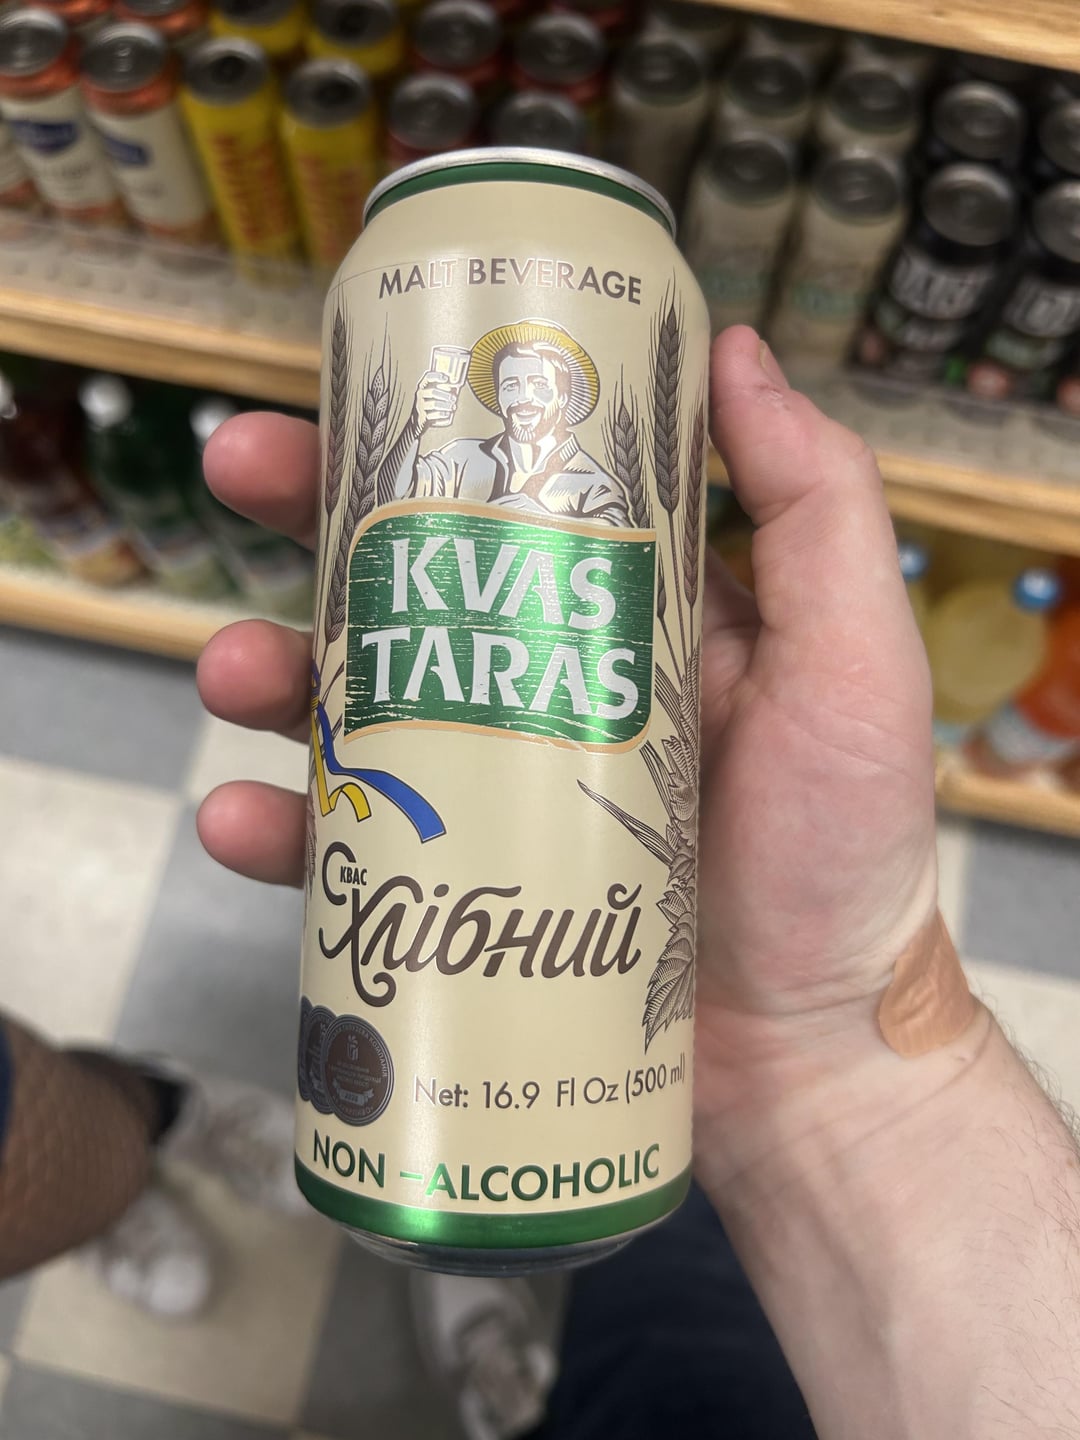 MALT BEVERAGE
KVAS
TARAS
КВАС
Хлібний
Net: 16.9 Fl Oz (500 ml)
NON -ALCOHOLIC